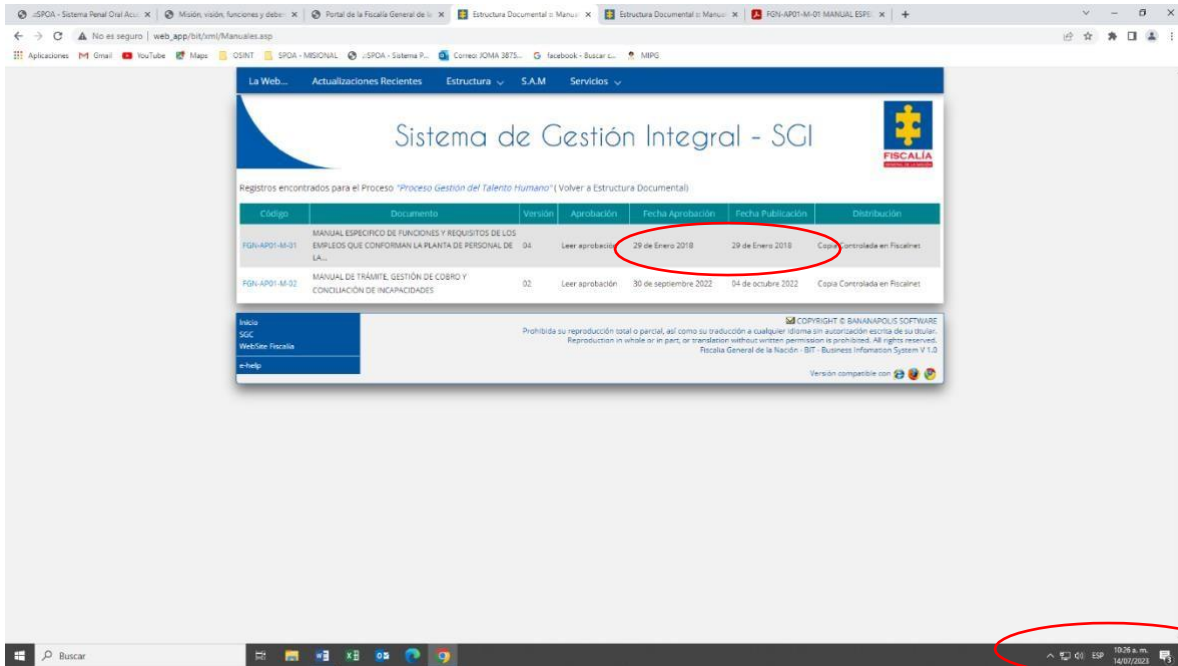 ::SPOA - Sistema Penal Oral Acu
Misión, visión, funciones y deber
Portal de la Fiscalía General de l
Estructura Documental :: Manua
Estructura Documental :: Manua
FGN-AP01-M-01 MANUAL ESPE
No es seguro | web_app/bit/xml/Manuales.asp
Aplicaciones Gmail YouTube Maps OSINT SPOA - MISIONAL ::SPOA - Sistema P... Correo: JOMA 3875... facebook - Buscar c... MIPG
La Web... Actualizaciones Recientes Estructura S.A.M Servicios
Sistema de Gestión Integral - SGI
FISCALÍA
Registros encontrados para el Proceso "Proceso Gestión del Talento Humano" ( Volver a Estructura Documental)
Código Documento Versión Aprobación Fecha Aprobación Fecha Publicación Distribución
MANUAL ESPECIFICO DE FUNCIONES Y REQUISITOS DE LOS
FGN-AP01-M-01 EMPLEOS QUE CONFORMAN LA PLANTA DE PERSONAL DE 04 Leer aprobación 29 de Enero 2018 29 de Enero 2018 Copia Controlada en Fiscalnet
LA...
MANUAL DE TRÁMITE, GESTIÓN DE COBRO Y
FGN-AP01-M-02 02 Leer aprobación 30 de septiembre 2022 04 de octubre 2022 Copia Controlada en Fiscalnet
CONCILIACIÓN DE INCAPACIDADES
Inicio
SGC
WebSite Fiscalia
e-help
COPYRIGHT © BANANAPOLIS SOFTWARE
Prohibida su reproducción total o parcial, así como su traducción a cualquier idioma sin autorización escrita de su titular.
Reproduction in whole or in part, or translation without written permission is prohibited. All rights reserved.
Fiscalia General de la Nación - BIT - Business Infomation System V 1.0
Versión compatible con
Buscar
ESP
10:26 a. m.
14/07/2023